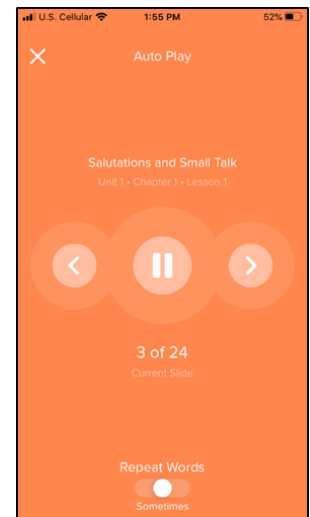 U.S. Cellular 1:55 PM 52%
Auto Play
Salutations and Small Talk
Unit 1 • Chapter 1 • Lesson 1
3 of 24
Current Slide
Repeat Words
Sometimes